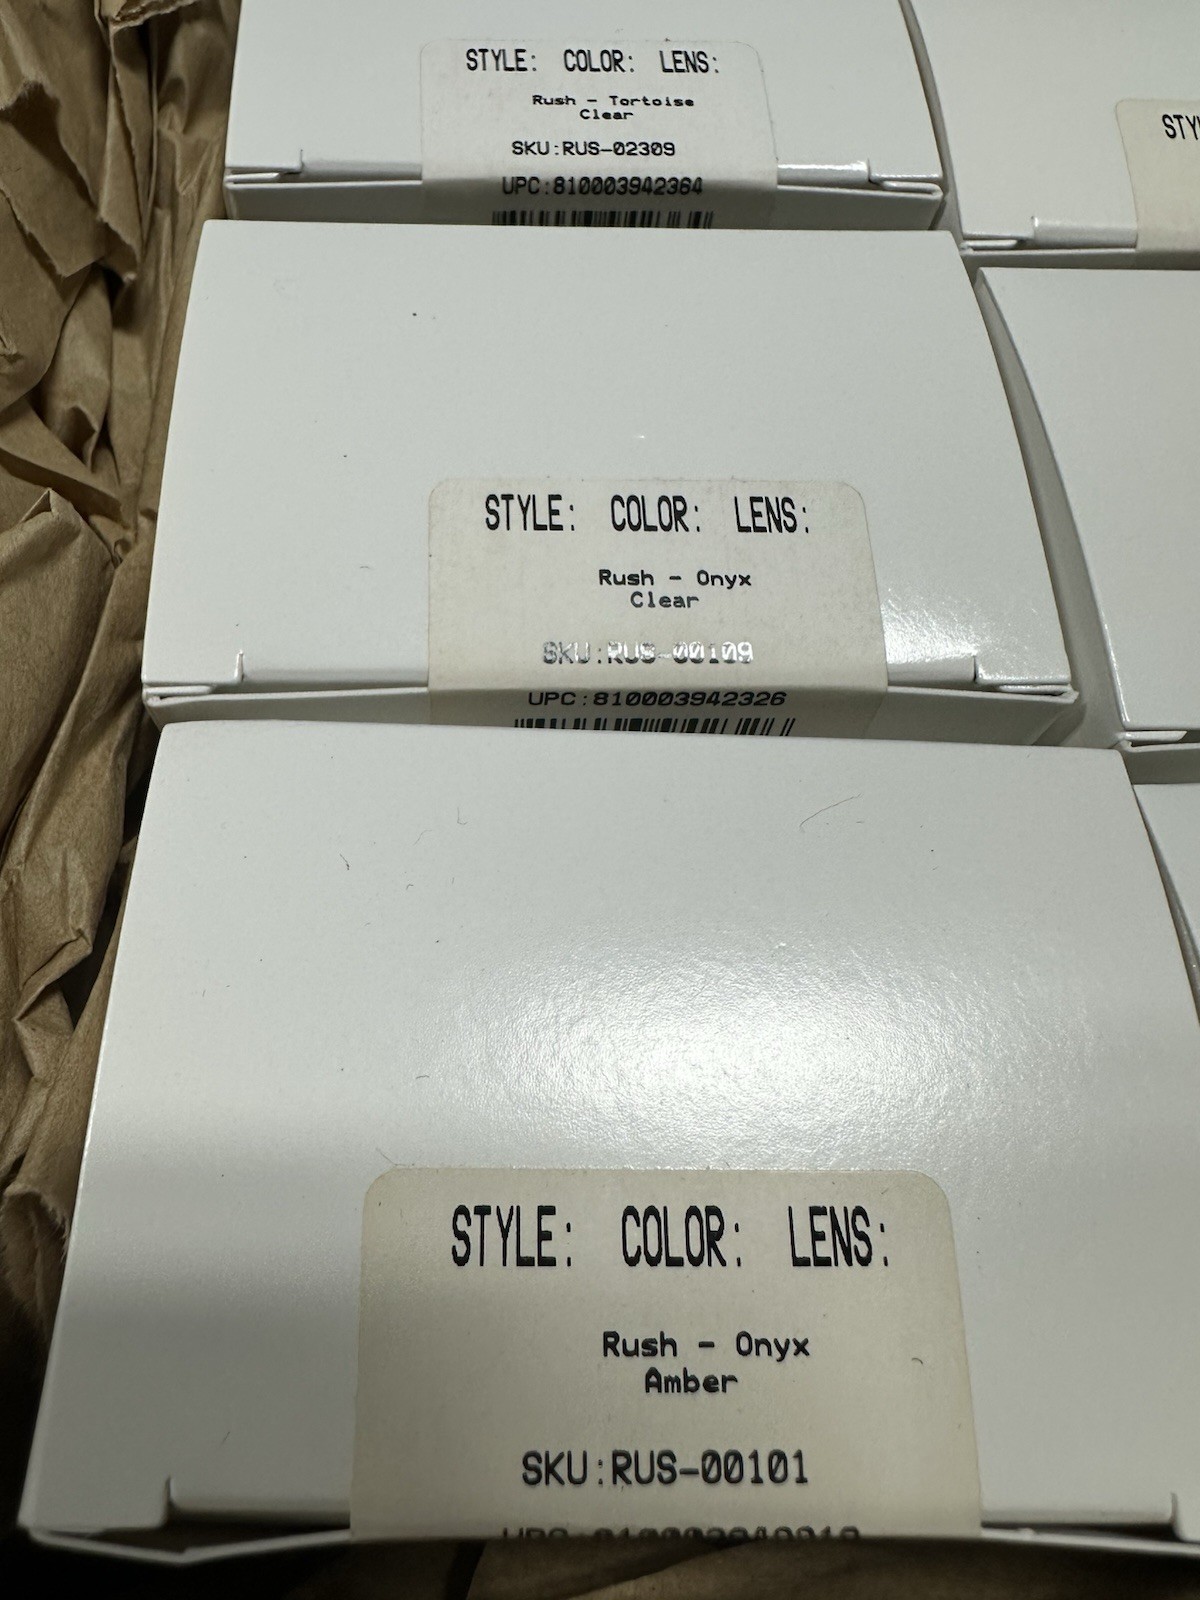 STYLE: COLOR: LENS:
Rush - Tortoise
Clear
SKU:RUS-02309
UPC:810003942364
STYLE: COLOR: LENS:
Rush - Onyx
Clear
SKU:RUS-00109
UPC:810003942326
STYLE: COLOR: LENS:
Rush - Onyx
Amber
SKU:RUS-00101